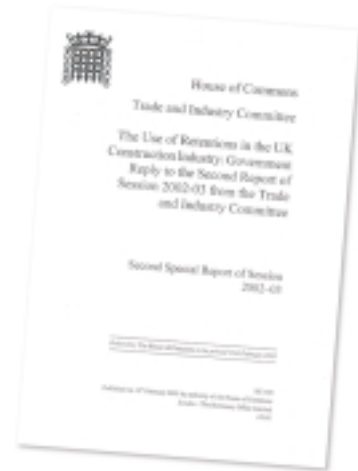 House of Commons
Trade and Industry Committee
The Use of Retentions in the UK
Construction Industry: Government
Reply to the Second Report of
Session 2002-03 from the Trade
and Industry Committee
Second Special Report of Session
2002–03